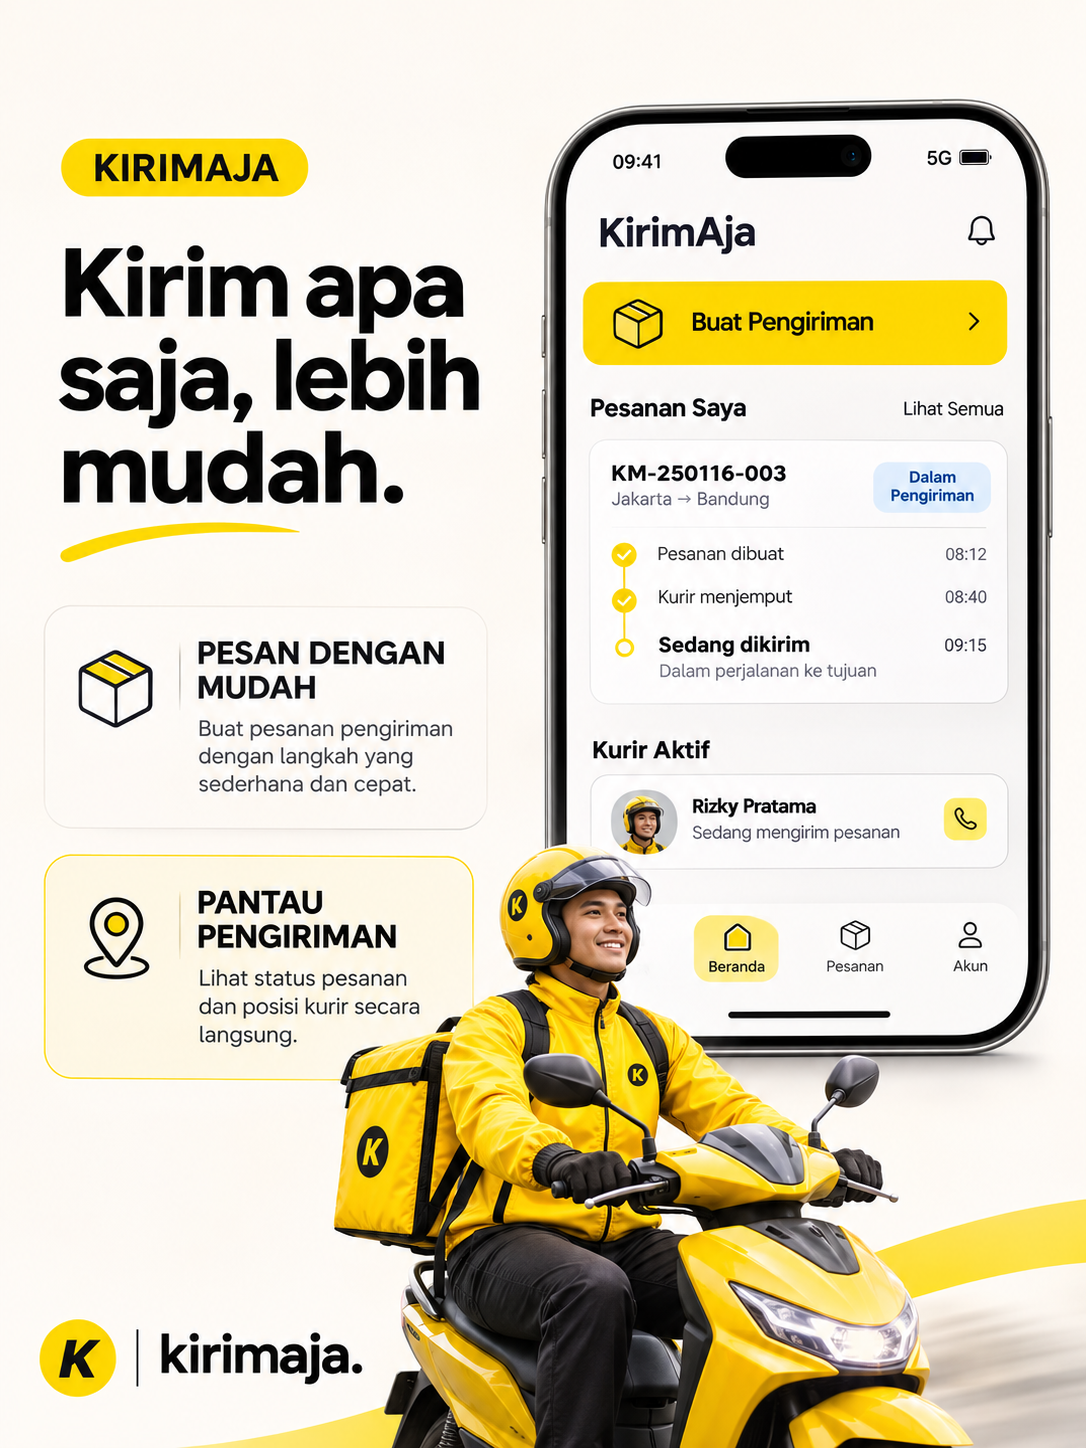 KIRIMAJA
Kirim apa
saja, lebih
mudah.
PESAN DENGAN
MUDAH
Buat pesanan pengiriman
dengan langkah yang
sederhana dan cepat.
PANTAU
PENGIRIMAN
Lihat status pesanan
dan posisi kurir secara
langsung.
09:41
5G
KirimAja
Buat Pengiriman
Pesanan Saya
Lihat Semua
KM-250116-003
Jakarta → Bandung
Dalam
Pengiriman
Pesanan dibuat
08:12
Kurir menjemput
08:40
Sedang dikirim
09:15
Dalam perjalanan ke tujuan
Kurir Aktif
Rizky Pratama
Sedang mengirim pesanan
Beranda
Pesanan
Akun
K
K
K
K
kirimaja.